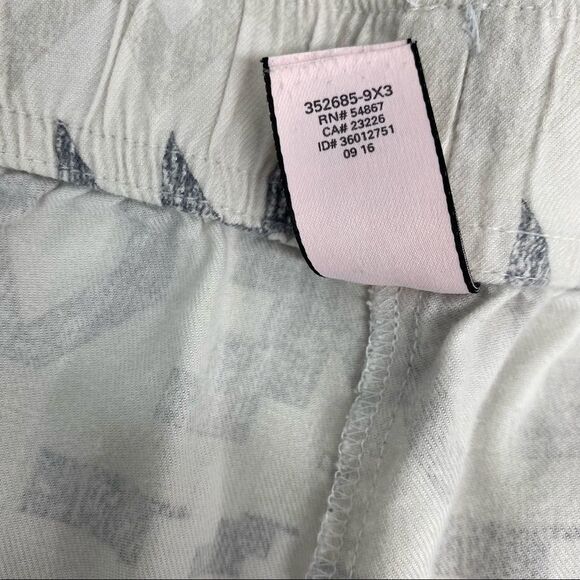 352685-9X3
RN# 54867
CA# 23226
ID# 36012751
09 16